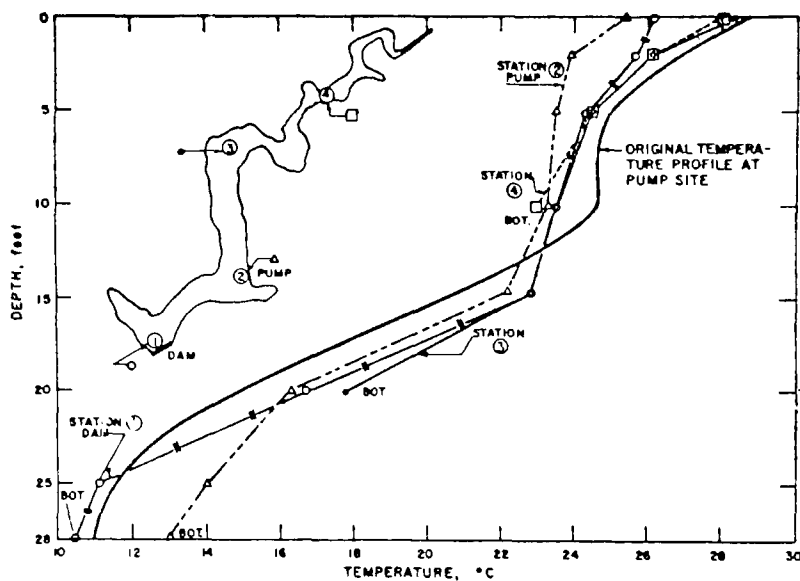 0
5
10
15
20
25
28
DEPTH, feet
10
12
14
16
18
20
22
24
26
28
30
TEMPERATURE, °C
④
③
② PUMP
①
DAM
STATION ②
PUMP
STATION
④
BOT.
ORIGINAL TEMPERA-
TURE PROFILE AT
PUMP SITE
STATION
③
BOT
STATION ①
DAM
BOT
BOT.